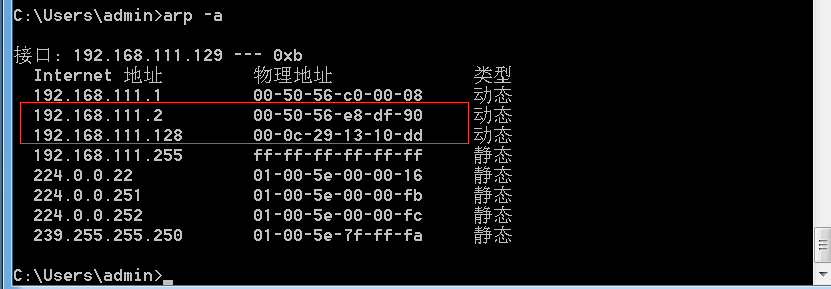 C:\Users\admin>arp -a
接口: 192.168.111.129 --- 0xb
Internet 地址 物理地址 类型
192.168.111.1 00-50-56-c0-00-08 动态
192.168.111.2 00-50-56-e8-df-90 动态
192.168.111.128 00-0c-29-13-10-dd 动态
192.168.111.255 ff-ff-ff-ff-ff-ff 静态
224.0.0.22 01-00-5e-00-00-16 静态
224.0.0.251 01-00-5e-00-00-fb 静态
224.0.0.252 01-00-5e-00-00-fc 静态
239.255.255.250 01-00-5e-7f-ff-fa 静态
C:\Users\admin>_